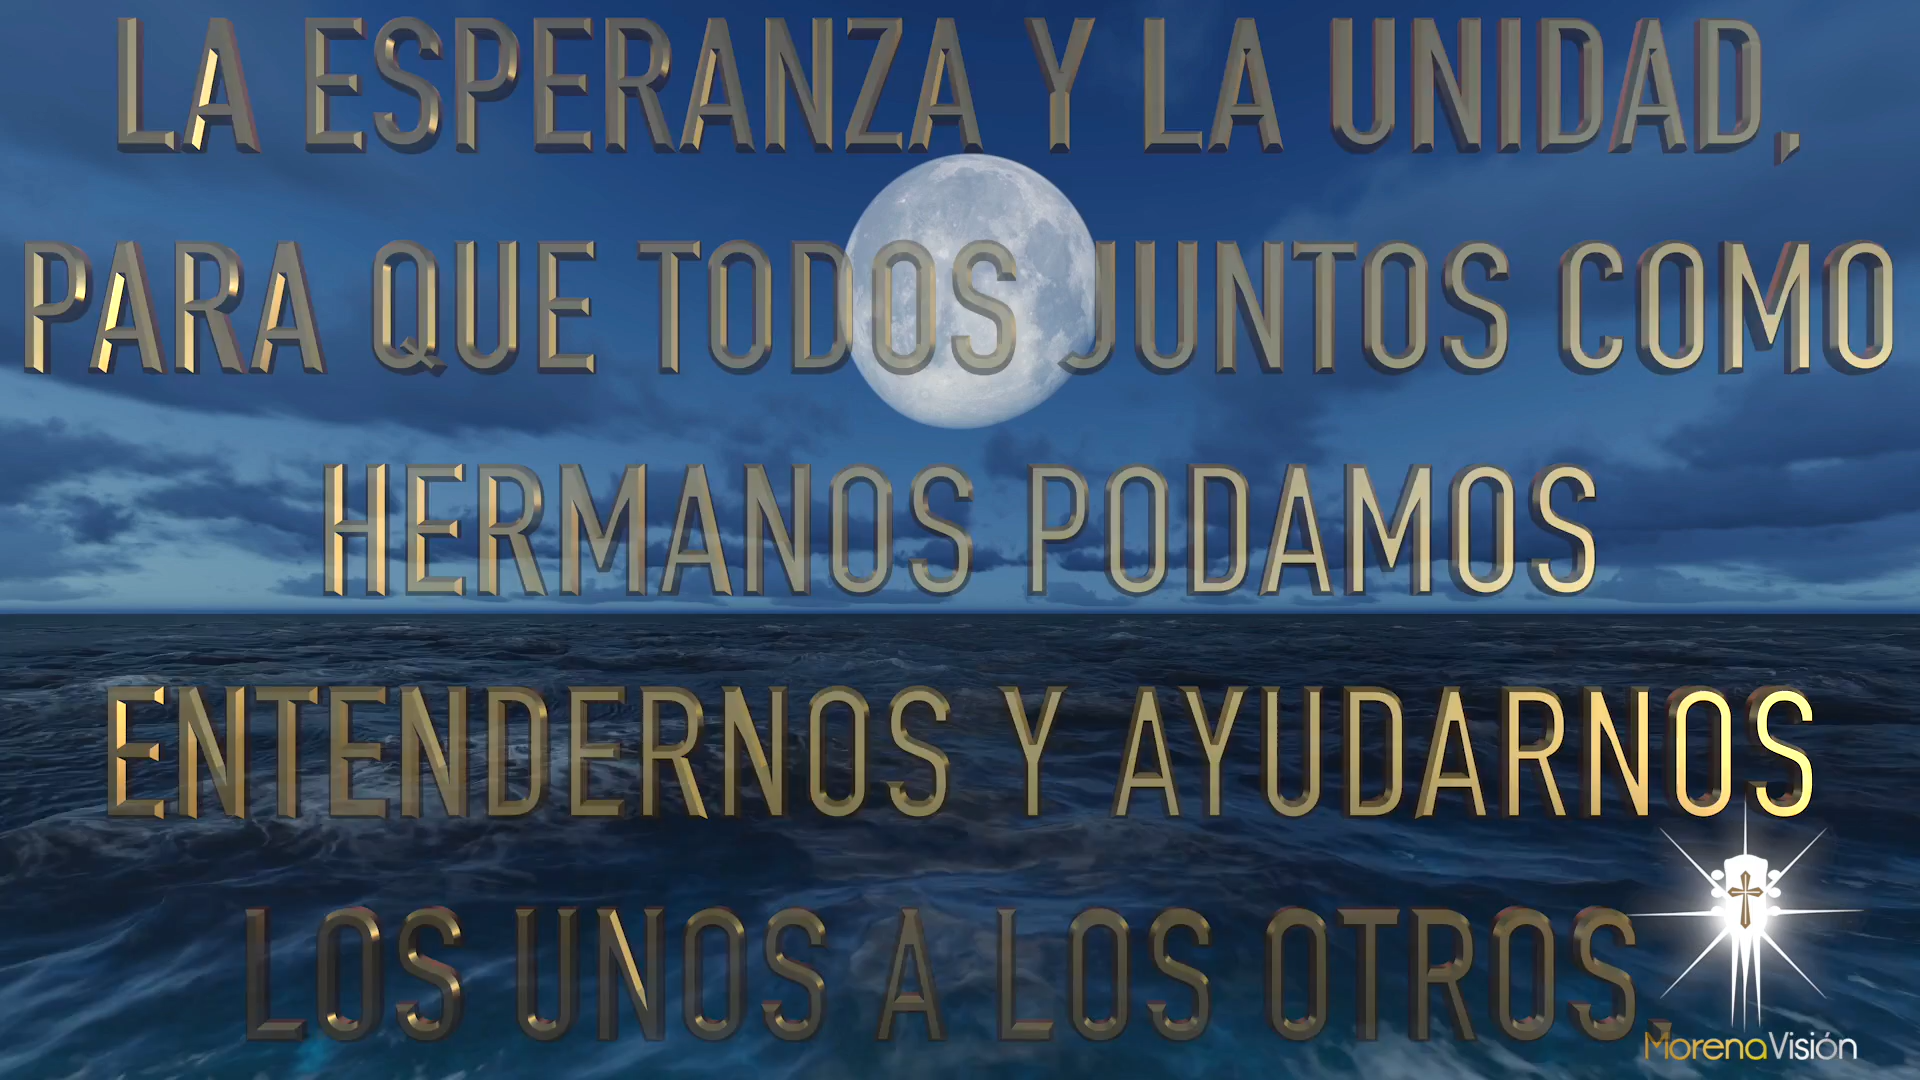 LA ESPERANZA Y LA UNIDAD,
PARA QUE TODOS JUNTOS COMO
HERMANOS PODAMOS
ENTENDERNOS Y AYUDARNOS
LOS UNOS A LOS OTROS.
MorenaVisión